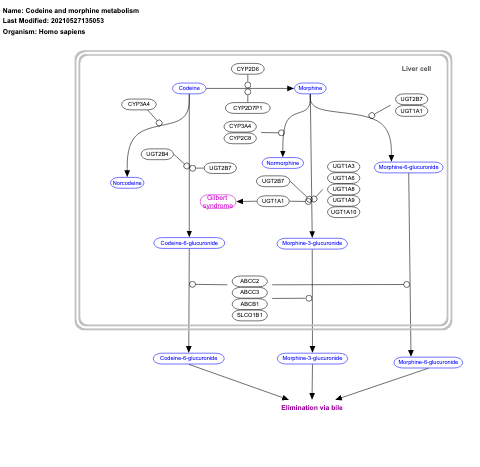 Name: Codeine and morphine metabolism
Last Modified: 20210527135053
Organism: Homo sapiens
Liver cell
CYP2D6
Codeine
Morphine
CYP2D7P1
CYP3A4
UGT2B7
UGT1A1
CYP3A4
CYP2C8
UGT2B4
UGT2B7
Normorphine
Morphine-6-glucuronide
Norcodeine
UGT2B7
UGT1A3
UGT1A6
UGT1A8
UGT1A9
UGT1A10
Gilbert
syndrome
UGT1A1
Codeine-6-glucuronide
Morphine-3-glucuronide
ABCC2
ABCC3
ABCB1
SLCO1B1
Codeine-6-glucuronide
Morphine-3-glucuronide
Morphine-6-glucuronide
Elimination via bile